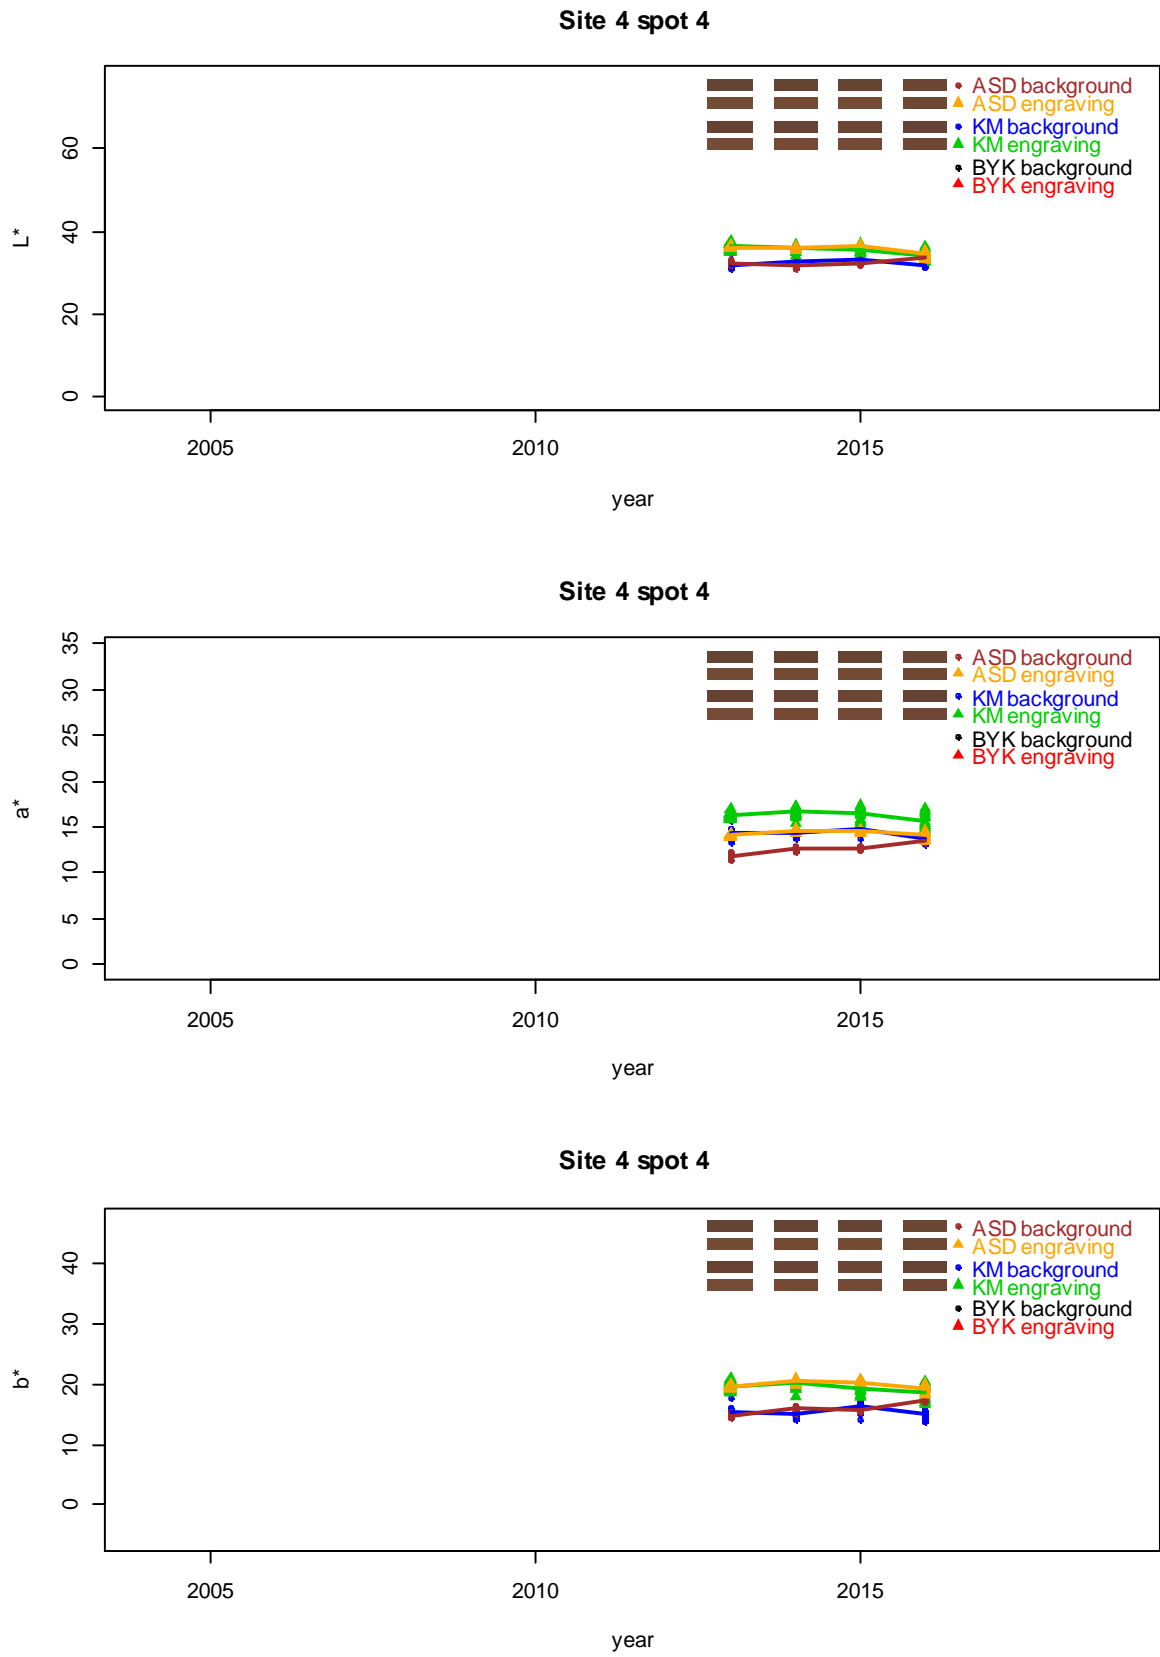 Site 4 spot 4
ASD background
ASD engraving
KM background
KM engraving
BYK background
BYK engraving
60
40
20
0
L*
2005 2010 2015
year
Site 4 spot 4
ASD background
ASD engraving
KM background
KM engraving
BYK background
BYK engraving
35
30
25
20
15
10
5
0
a*
2005 2010 2015
year
Site 4 spot 4
ASD background
ASD engraving
KM background
KM engraving
BYK background
BYK engraving
40
30
20
10
0
b*
2005 2010 2015
year